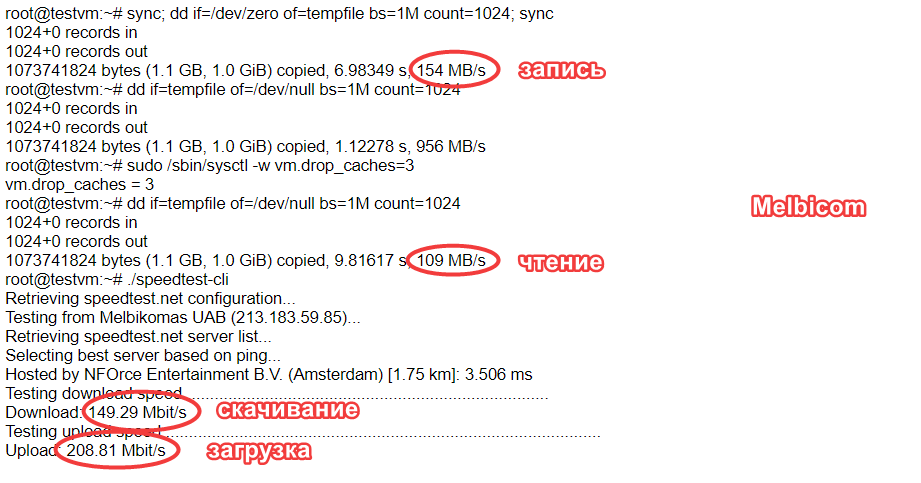 root@testvm:~# sync; dd if=/dev/zero of=tempfile bs=1M count=1024; sync
1024+0 records in
1024+0 records out
1073741824 bytes (1.1 GB, 1.0 GiB) copied, 6.98349 s, 154 MB/s запись
root@testvm:~# dd if=tempfile of=/dev/null bs=1M count=1024
1024+0 records in
1024+0 records out
1073741824 bytes (1.1 GB, 1.0 GiB) copied, 1.12278 s, 956 MB/s
root@testvm:~# sudo /sbin/sysctl -w vm.drop_caches=3
vm.drop_caches = 3
root@testvm:~# dd if=tempfile of=/dev/null bs=1M count=1024
Melbicom
1024+0 records in
1024+0 records out
1073741824 bytes (1.1 GB, 1.0 GiB) copied, 9.81617 s, 109 MB/s чтение
root@testvm:~# ./speedtest-cli
Retrieving speedtest.net configuration...
Testing from Melbikomas UAB (213.183.59.85)...
Retrieving speedtest.net server list...
Selecting best server based on ping...
Hosted by NFOrce Entertainment B.V. (Amsterdam) [1.75 km]: 3.506 ms
Testing download speed................................................................................
Download: 149.29 Mbit/s скачивание
Testing upload speed................................................................................................
Upload: 208.81 Mbit/s загрузка